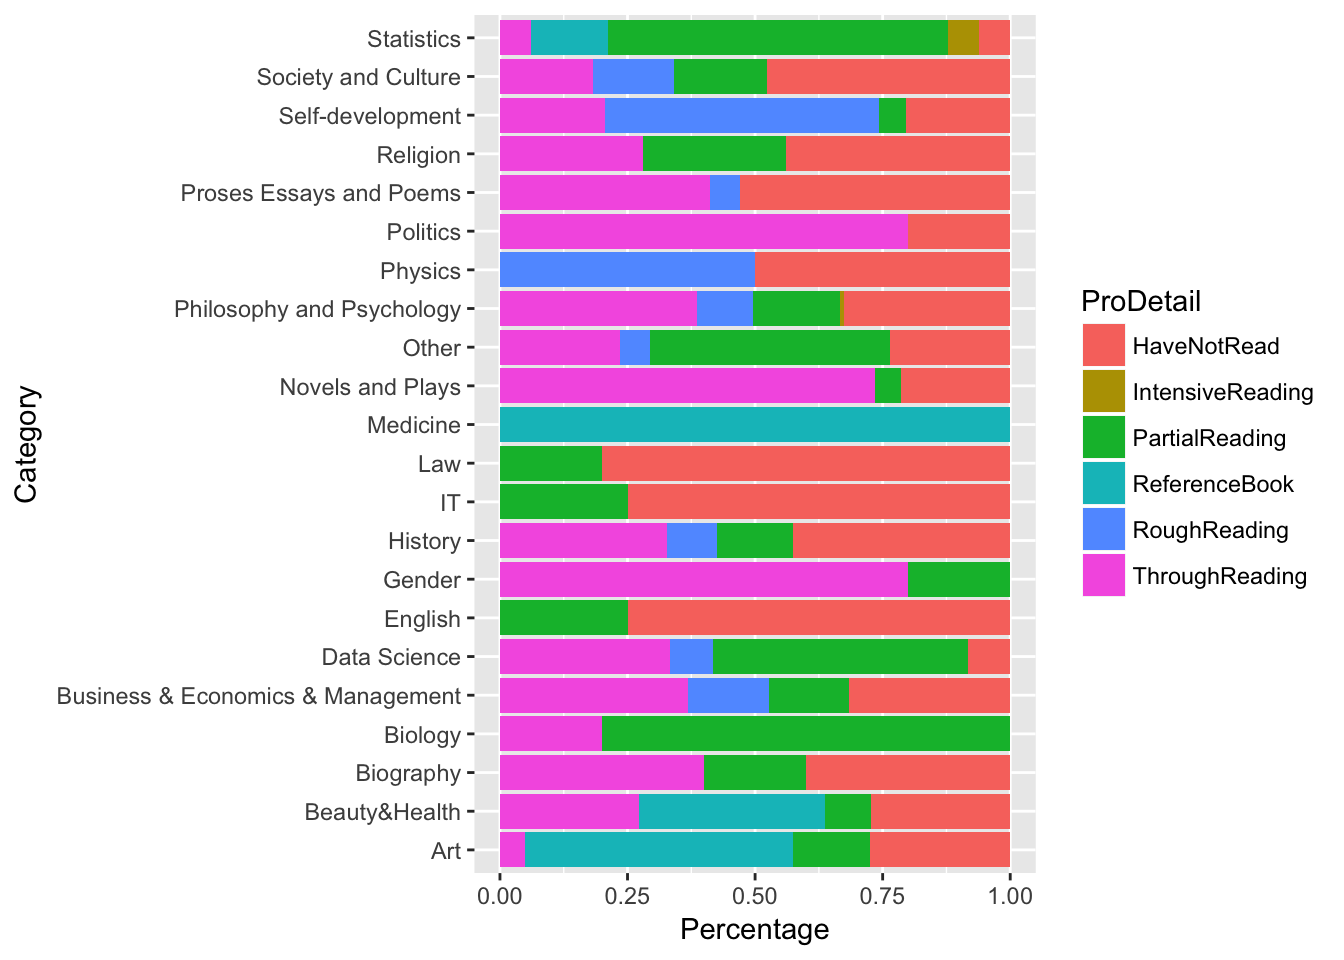 Statistics
Society and Culture
Self-development
Religion
Proses Essays and Poems
Politics
Physics
Philosophy and Psychology
Other
Novels and Plays
Medicine
Law
IT
History
Gender
English
Data Science
Business & Economics & Management
Biology
Biography
Beauty&Health
Art
Category
0.00 0.25 0.50 0.75 1.00
Percentage
ProDetail
HaveNotRead
IntensiveReading
PartialReading
ReferenceBook
RoughReading
ThroughReading